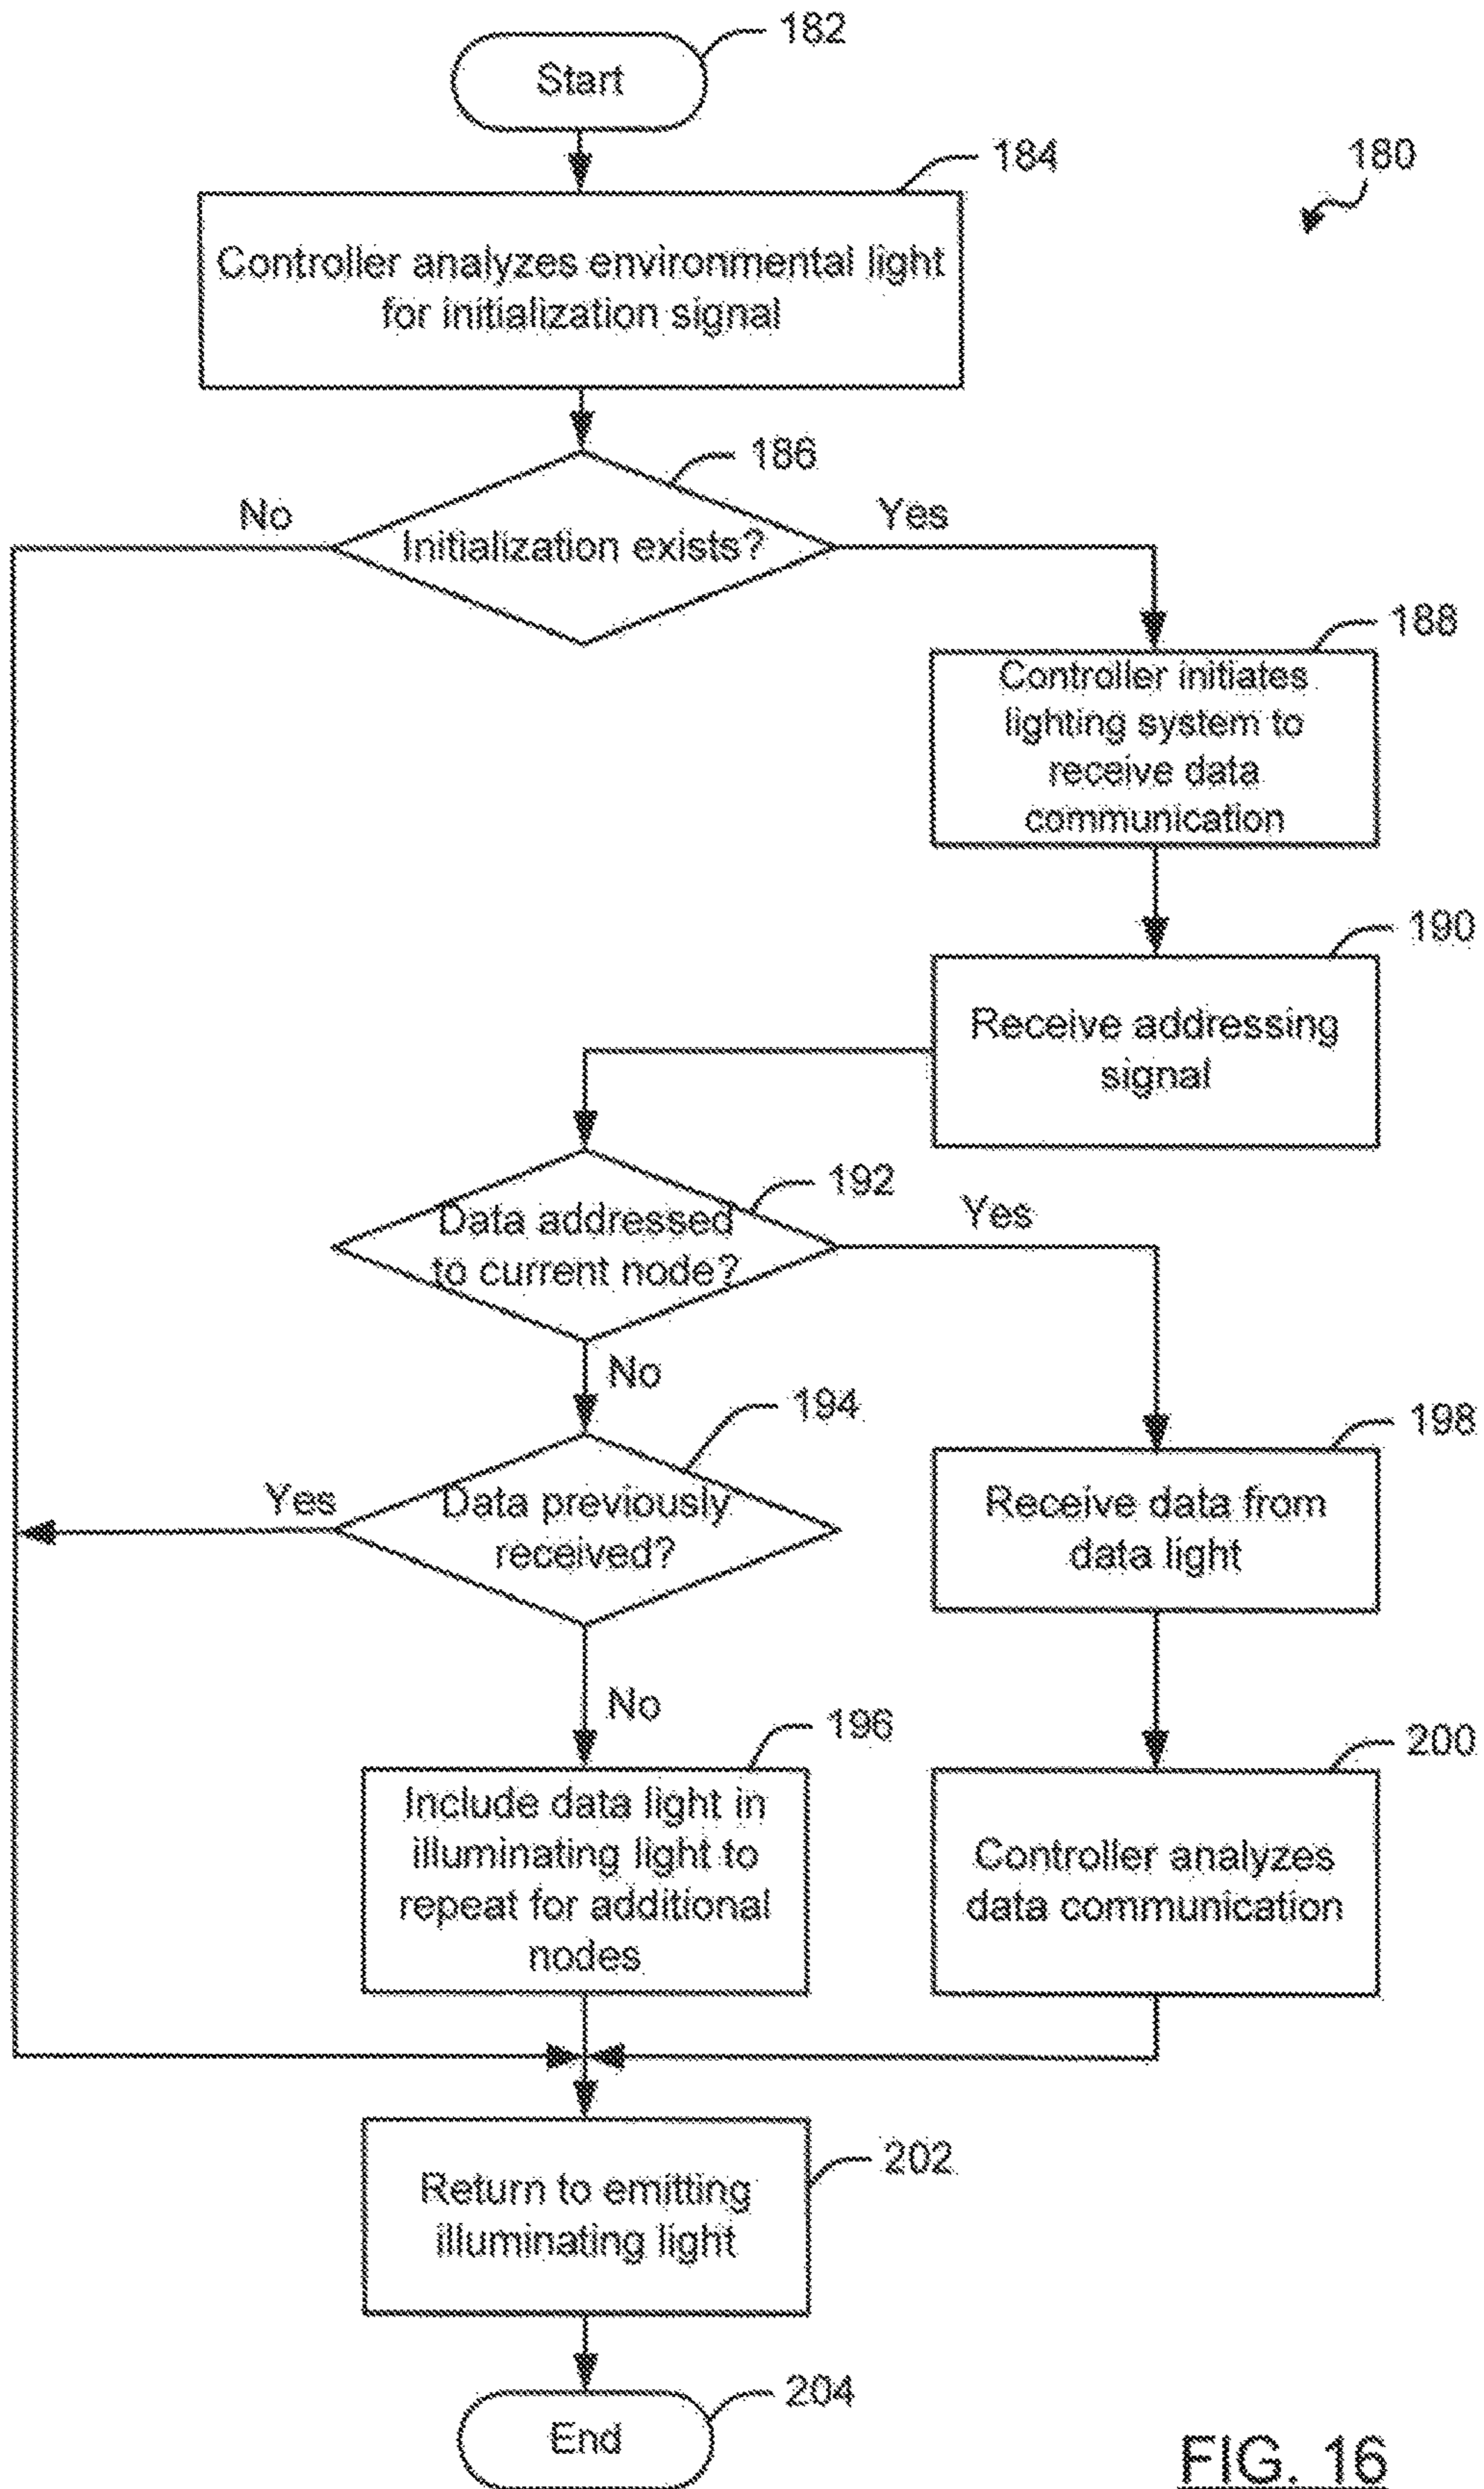 182
Start
184
180
Controller analyzes environmental light
for initialization signal
186
No
Yes
Initialization exists?
188
Controller initiates
lighting system to
receive data
communication
190
Receive addressing
signal
192
Yes
Data addressed
to current node?
No
194
198
Yes
Data previously
received?
Receive data from
data light
No
196
200
Include data light in
illuminating light to
repeat for additional
nodes
Controller analyzes
data communication
202
Return to emitting
illuminating light
204
End
FIG. 16